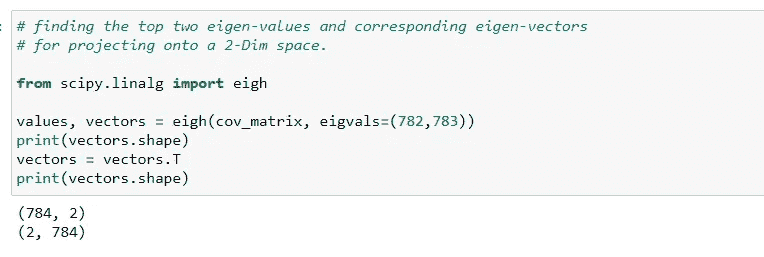 # finding the top two eigen-values and corresponding eigen-vectors
# for projecting onto a 2-Dim space.
from scipy.linalg import eigh
values, vectors = eigh(cov_matrix, eigvals=(782,783))
print(vectors.shape)
vectors = vectors.T
print(vectors.shape)
(784, 2)
(2, 784)